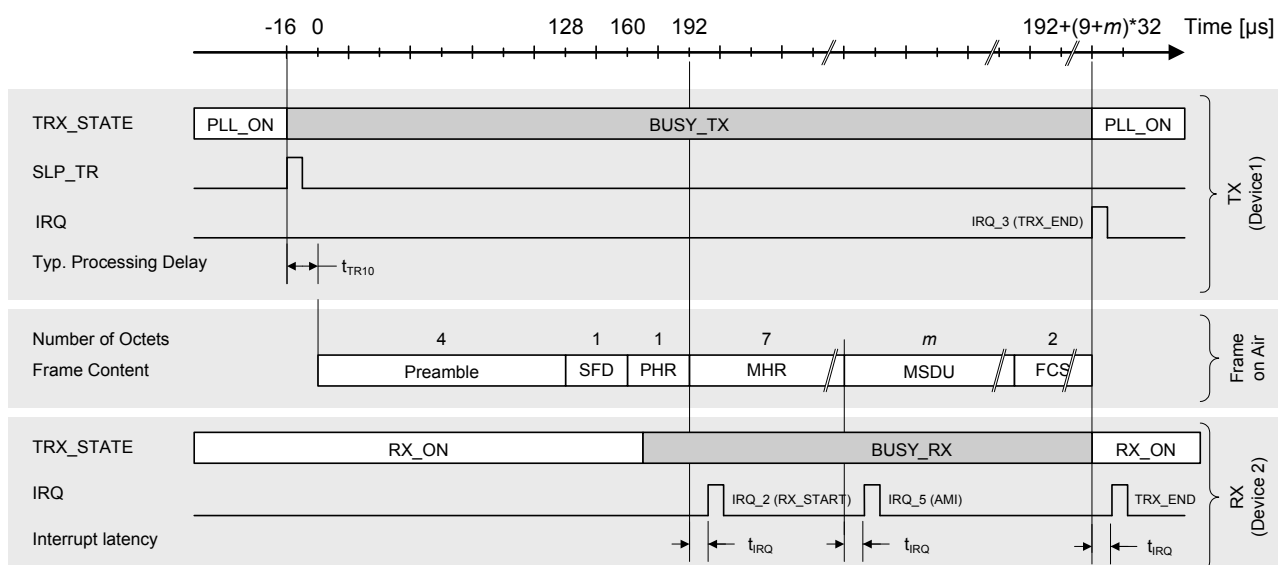 -16 0 128 160 192 192+(9+m)*32 Time [µs]
TRX_STATE PLL_ON BUSY_TX PLL_ON
SLP_TR
IRQ IRQ_3 (TRX_END)
Typ. Processing Delay tTR10
TX
(Device1)
Number of Octets 4 1 1 7 m 2
Frame Content Preamble SFD PHR MHR MSDU FCS
Frame
on Air
TRX_STATE RX_ON BUSY_RX RX_ON
IRQ IRQ_2 (RX_START) IRQ_5 (AMI) TRX_END
Interrupt latency tIRQ tIRQ tIRQ
RX
(Device 2)